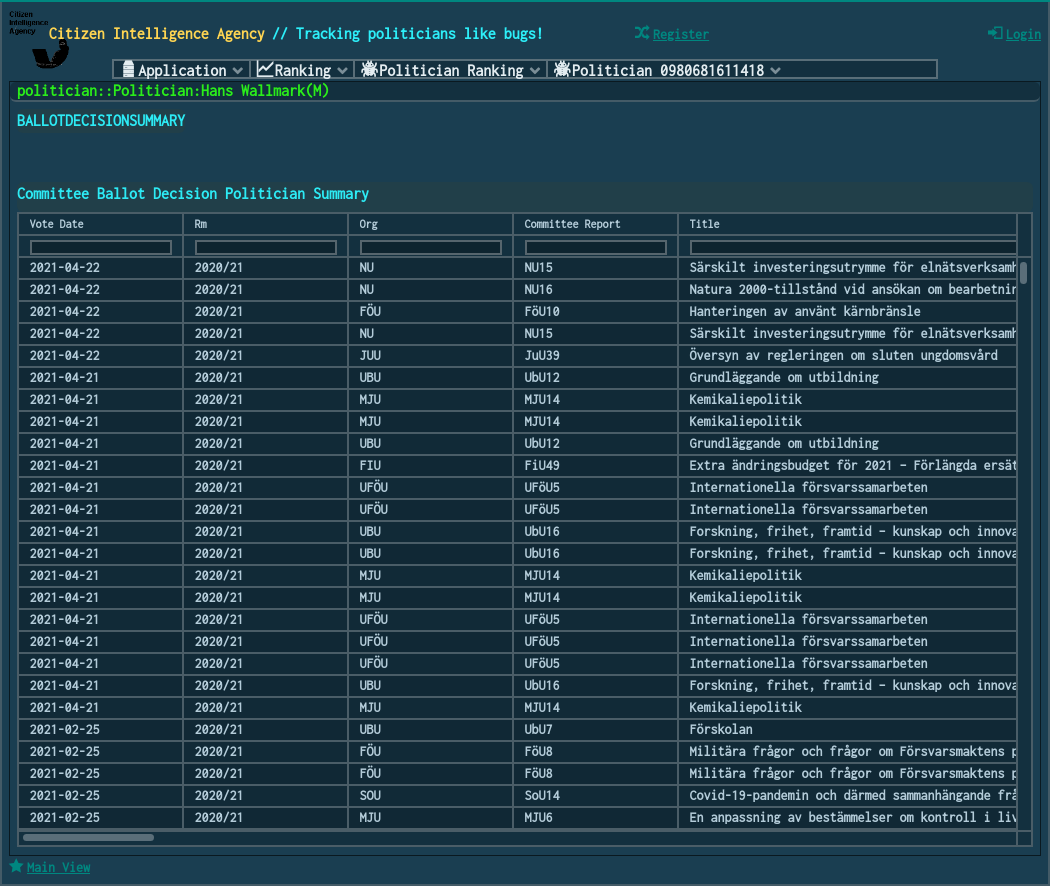 Citizen
Intelligence
Agency
Citizen Intelligence Agency // Tracking politicians like bugs!
Register
Login
Application Ranking Politician Ranking Politician 0980681611418
politician::Politician:Hans Wallmark(M)
BALLOTDECISIONSUMMARY
Committee Ballot Decision Politician Summary
Vote Date Rm Org Committee Report Title
2021-04-22 2020/21 NU NU15 Särskilt investeringsutrymme för elnätsverksamh
2021-04-22 2020/21 NU NU16 Natura 2000-tillstånd vid ansökan om bearbetnin
2021-04-22 2020/21 FÖU FöU10 Hanteringen av använt kärnbränsle
2021-04-22 2020/21 NU NU15 Särskilt investeringsutrymme för elnätsverksamh
2021-04-22 2020/21 JUU JuU39 Översyn av regleringen om sluten ungdomsvård
2021-04-21 2020/21 UBU UbU12 Grundläggande om utbildning
2021-04-21 2020/21 MJU MJU14 Kemikaliepolitik
2021-04-21 2020/21 MJU MJU14 Kemikaliepolitik
2021-04-21 2020/21 UBU UbU12 Grundläggande om utbildning
2021-04-21 2020/21 FIU FiU49 Extra ändringsbudget för 2021 – Förlängda ersät
2021-04-21 2020/21 UFÖU UFöU5 Internationella försvarssamarbeten
2021-04-21 2020/21 UFÖU UFöU5 Internationella försvarssamarbeten
2021-04-21 2020/21 UBU UbU16 Forskning, frihet, framtid – kunskap och innova
2021-04-21 2020/21 UBU UbU16 Forskning, frihet, framtid – kunskap och innova
2021-04-21 2020/21 MJU MJU14 Kemikaliepolitik
2021-04-21 2020/21 MJU MJU14 Kemikaliepolitik
2021-04-21 2020/21 UFÖU UFöU5 Internationella försvarssamarbeten
2021-04-21 2020/21 UFÖU UFöU5 Internationella försvarssamarbeten
2021-04-21 2020/21 UFÖU UFöU5 Internationella försvarssamarbeten
2021-04-21 2020/21 UBU UbU16 Forskning, frihet, framtid – kunskap och innova
2021-04-21 2020/21 MJU MJU14 Kemikaliepolitik
2021-02-25 2020/21 UBU UbU7 Förskolan
2021-02-25 2020/21 FÖU FöU8 Militära frågor och frågor om Försvarsmaktens p
2021-02-25 2020/21 FÖU FöU8 Militära frågor och frågor om Försvarsmaktens p
2021-02-25 2020/21 SOU SoU14 Covid-19-pandemin och därmed sammanhängande frå
2021-02-25 2020/21 MJU MJU6 En anpassning av bestämmelser om kontroll i liv
Main View